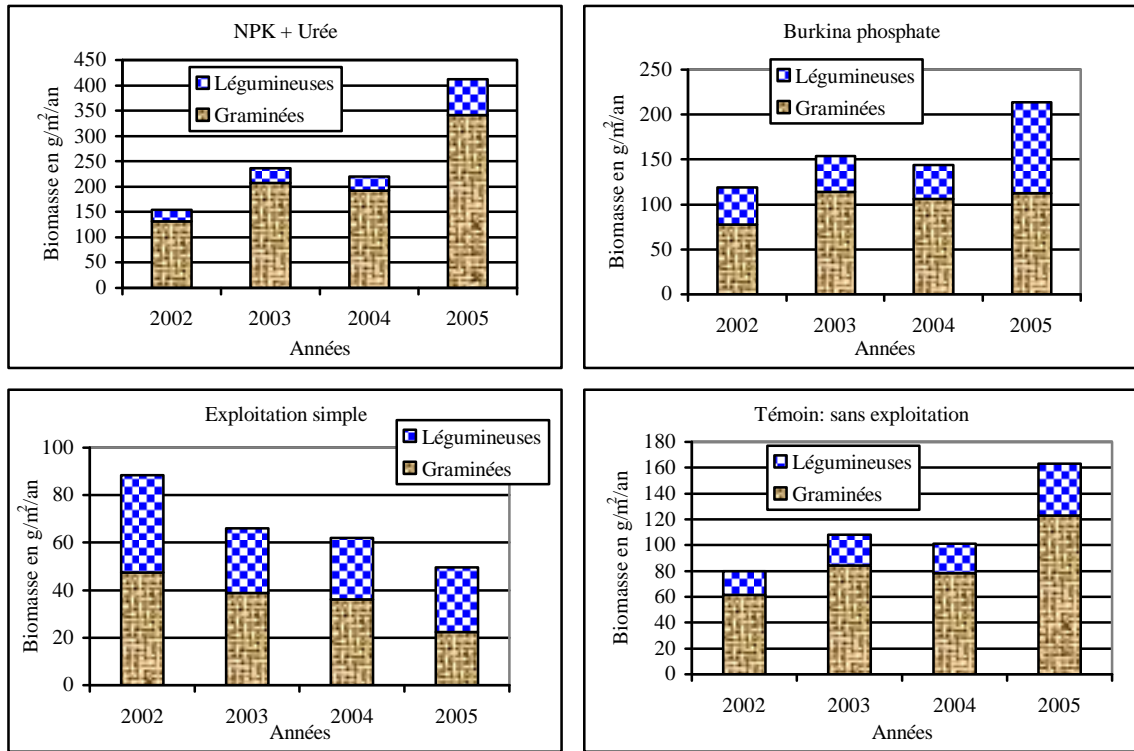 NPK + Urée
Biomasse en g/m²/an
450
400
350
300
250
200
150
100
50
0
Légumineuses
Graminées
2002 2003 2004 2005
Années
Burkina phosphate
Biomasse en g/m²/an
250
200
150
100
50
0
Légumineuses
Graminées
2002 2003 2004 2005
Années
Exploitation simple
Biomasse en g/m²/an
100
80
60
40
20
0
Légumineuses
Graminées
2002 2003 2004 2005
Années
Témoin: sans exploitation
Biomasse en g/m²/an
180
160
140
120
100
80
60
40
20
0
Légumineuses
Graminées
2002 2003 2004 2005
Années